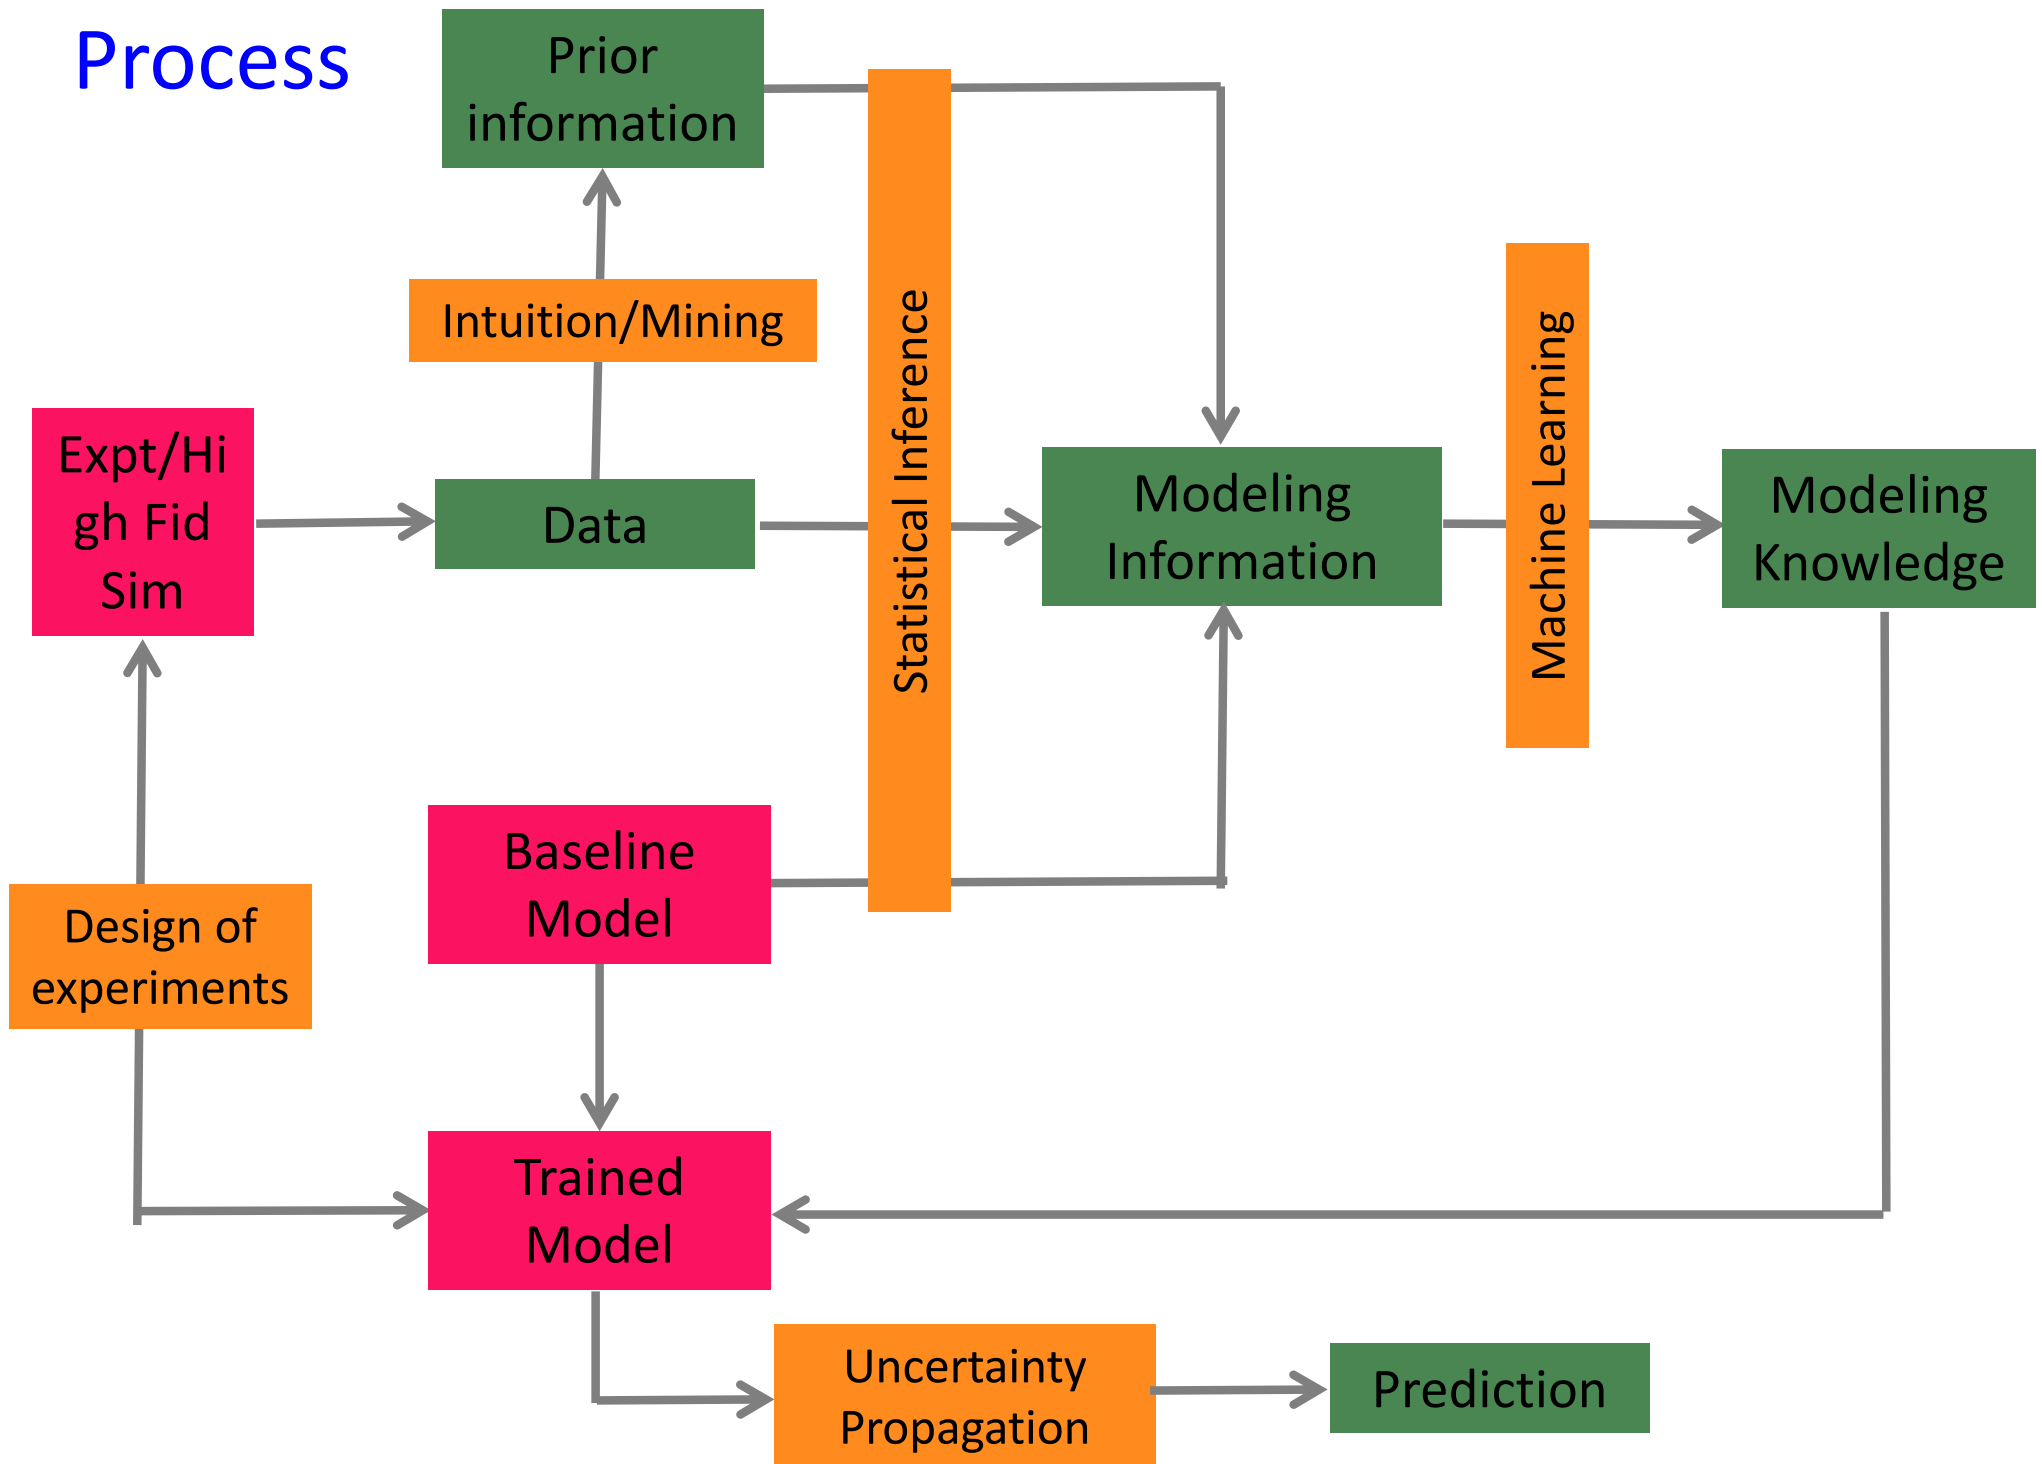 Process
Prior
information
Intuition/Mining
Statistical Inference
Machine Learning
Expt/Hi
gh Fid
Sim
Data
Modeling
Information
Modeling
Knowledge
Baseline
Model
Design of
experiments
Trained
Model
Uncertainty
Propagation
Prediction